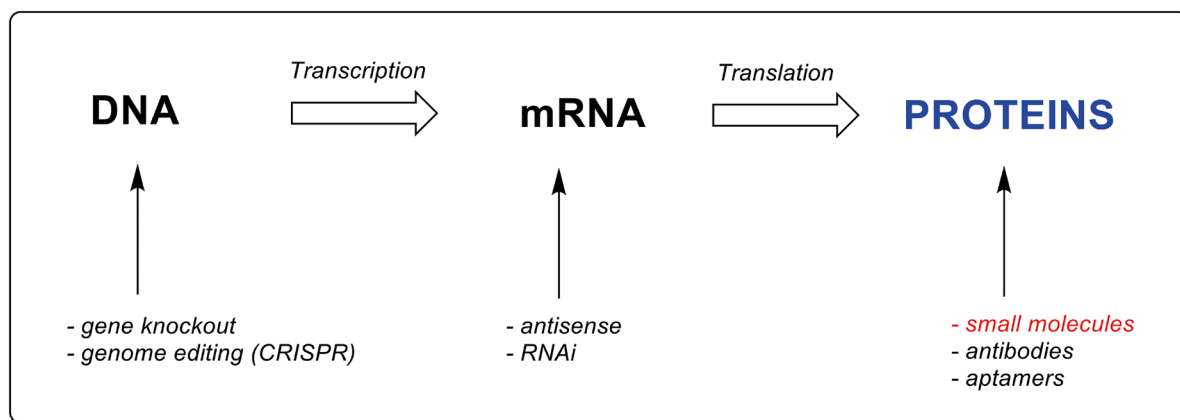 Transcription
Translation
DNA
mRNA
PROTEINS
- gene knockout
- genome editing (CRISPR)
- antisense
- RNAi
- small molecules
- antibodies
- aptamers